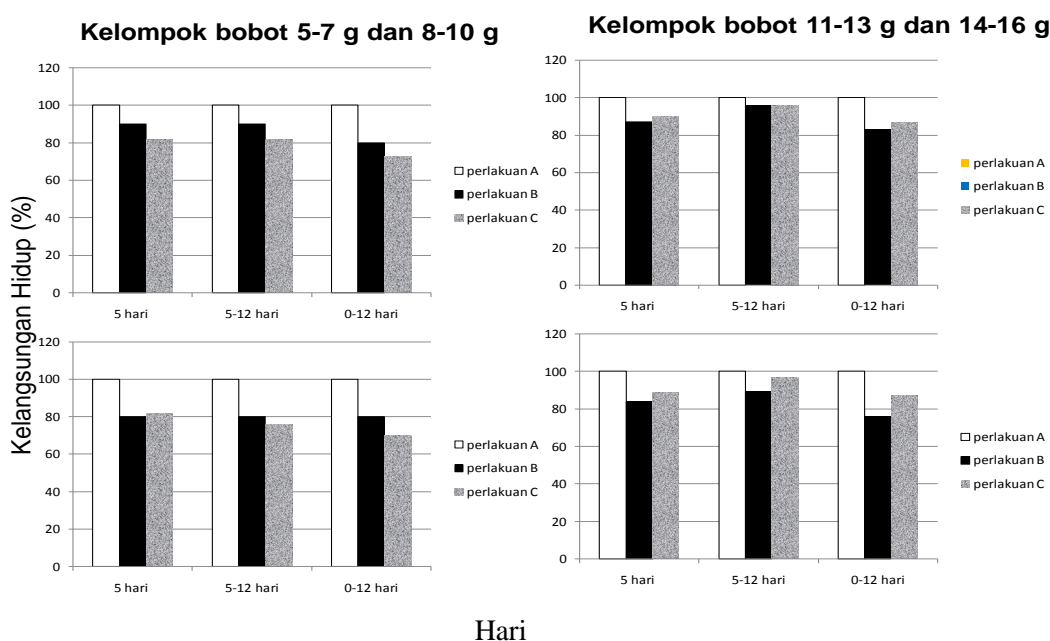 Kelompok bobot 5-7 g dan 8-10 g
Kelompok bobot 11-13 g dan 14-16 g
Kelangsungan Hidup (%)
120
100
80
60
40
20
0
5 hari
5-12 hari
0-12 hari
perlakuan A
perlakuan B
perlakuan C
120
100
80
60
40
20
0
5 hari
5-12 hari
0-12 hari
perlakuan A
perlakuan B
perlakuan C
120
100
80
60
40
20
0
5 hari
5-12 hari
0-12 hari
perlakuan A
perlakuan B
perlakuan C
120
100
80
60
40
20
0
5 hari
5-12 hari
0-12 hari
perlakuan A
perlakuan B
perlakuan C
Hari